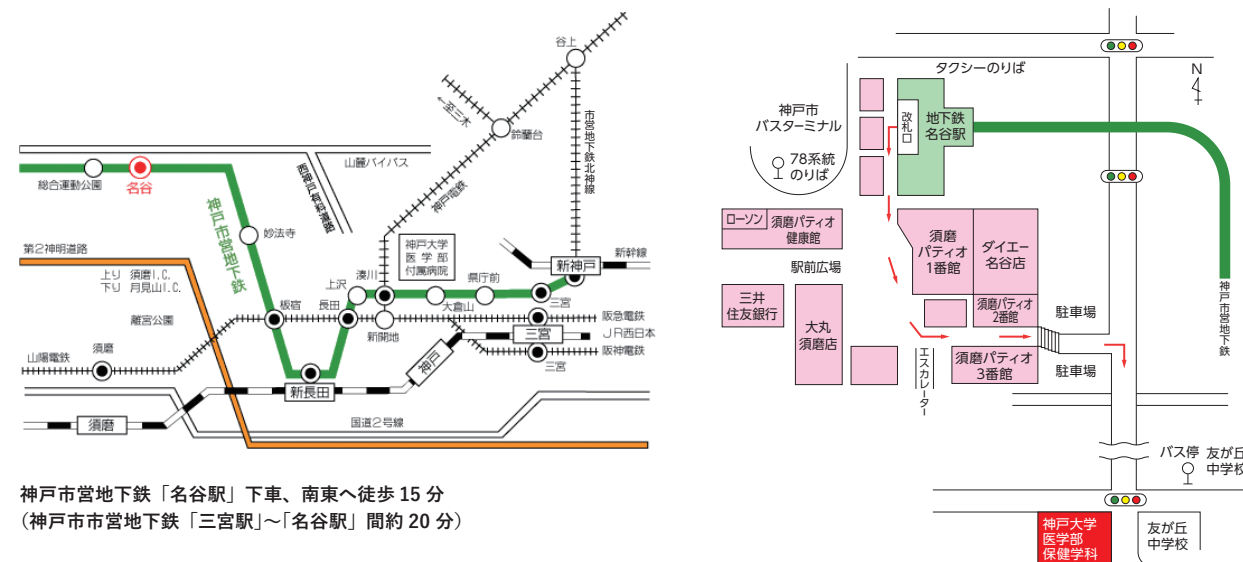 谷上
←至三木
鈴蘭台
市営地下鉄北神線
山麓バイパス
西神戸有料道路
神戸電鉄
総合運動公園
名谷
神戸市営地下鉄
妙法寺
第2神明道路
上り 須磨I.C.
下り 月見山I.C.
離宮公園
神戸大学
医学部
付属病院
新幹線
新神戸
湊川
上沢
県庁前
大倉山
三宮
板宿
長田
新開地
阪急電鉄
JR西日本
三宮
阪神電鉄
三宮
神戸
山陽電鉄
須磨
新長田
須磨
国道2号線
神戸市営地下鉄「名谷駅」下車、南東へ徒歩 15 分
（神戸市市営地下鉄「三宮駅」～「名谷駅」間約 20 分）
タクシーのりば
N
神戸市
バスターミナル
78系統
のりば
改札口
地下鉄
名谷駅
ローソン
須磨パティオ
健康館
駅前広場
須磨
パティオ
1番館
ダイエー
名谷店
三井
住友銀行
大丸
須磨店
須磨パティオ
2番館
駐車場
神戸市営地下鉄
エスカレーター
須磨パティオ
3番館
駐車場
バス停
友が丘
中学校
神戸大学
医学部
保健学科
友が丘
中学校